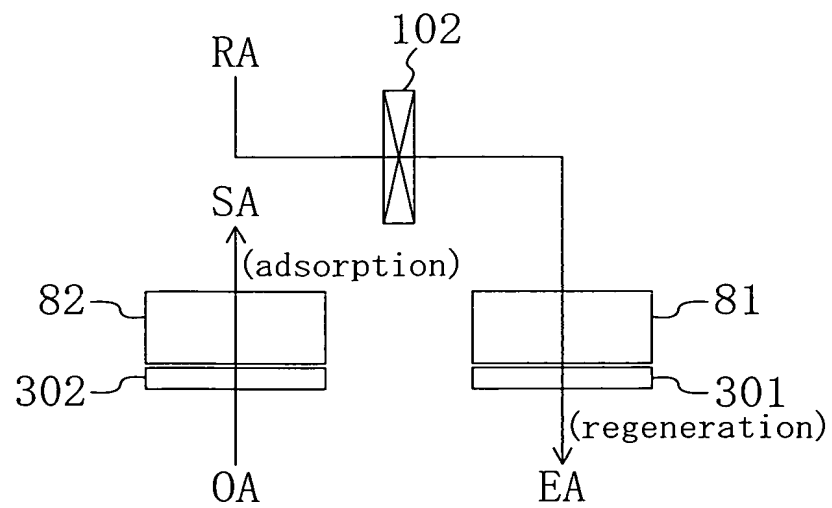 102
RA
SA
(adsorption)
82
81
302
301
(regeneration)
OA
EA